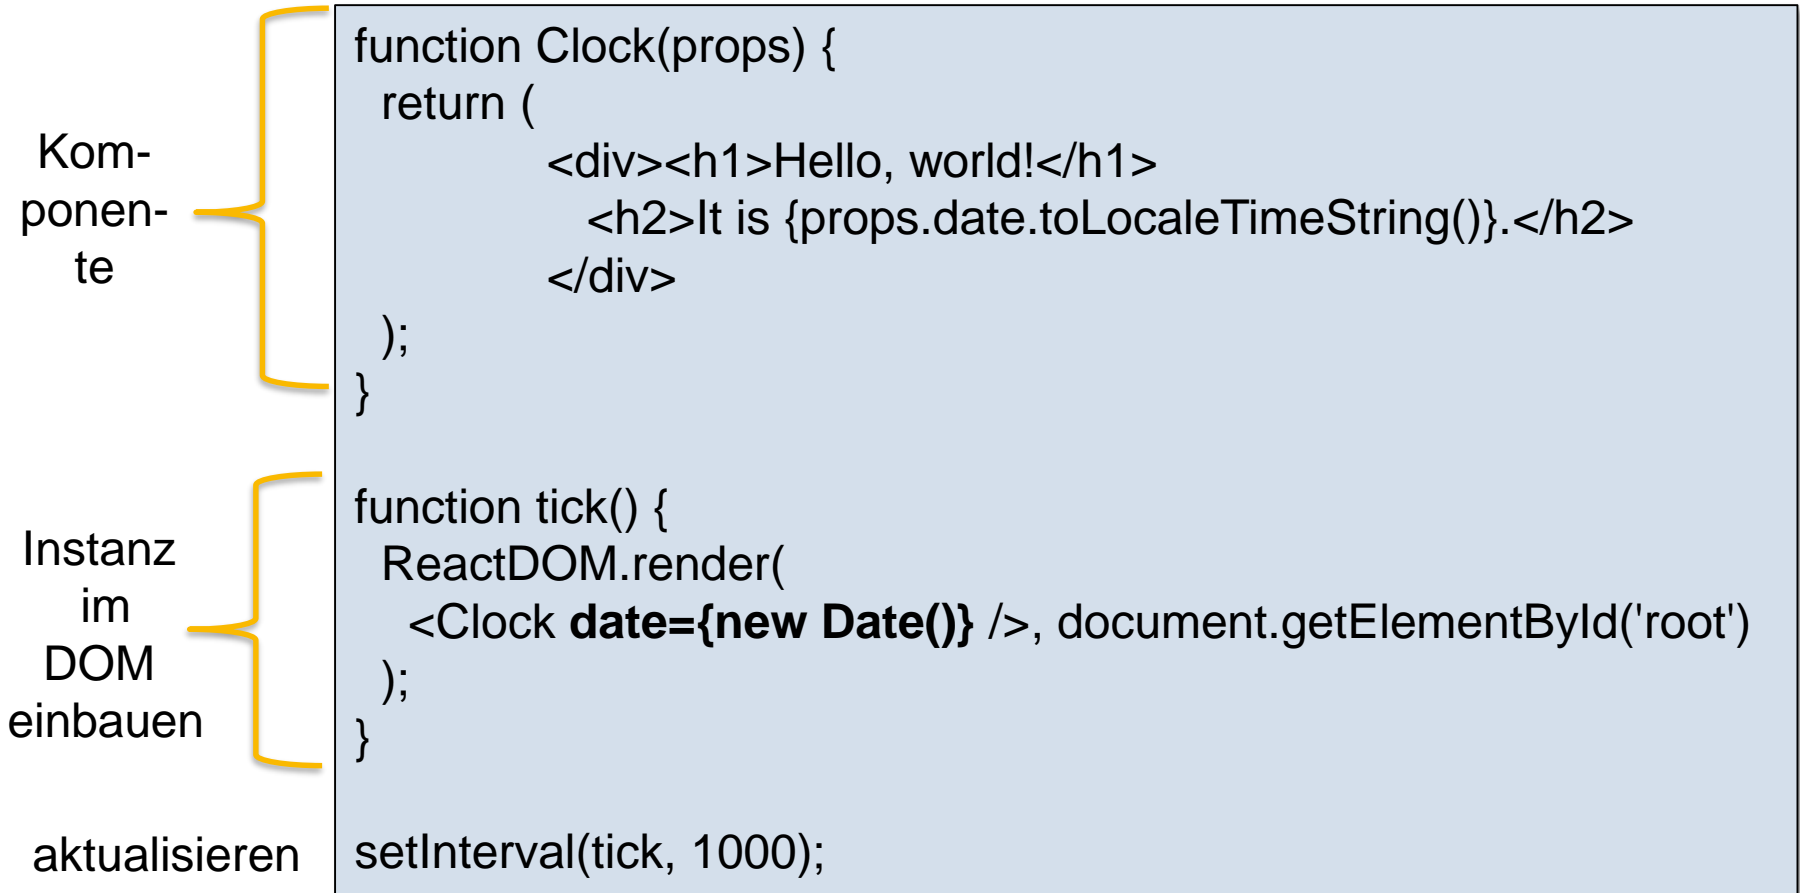 Kom-
ponen-
te
function Clock(props) {
return (
<div><h1>Hello, world!</h1>
<h2>It is {props.date.toLocaleTimeString()}.</h2>
</div>
);
}
Instanz
im
DOM
einbauen
function tick() {
ReactDOM.render(
<Clock date={new Date()} />, document.getElementById('root')
);
}
aktualisieren
setInterval(tick, 1000);